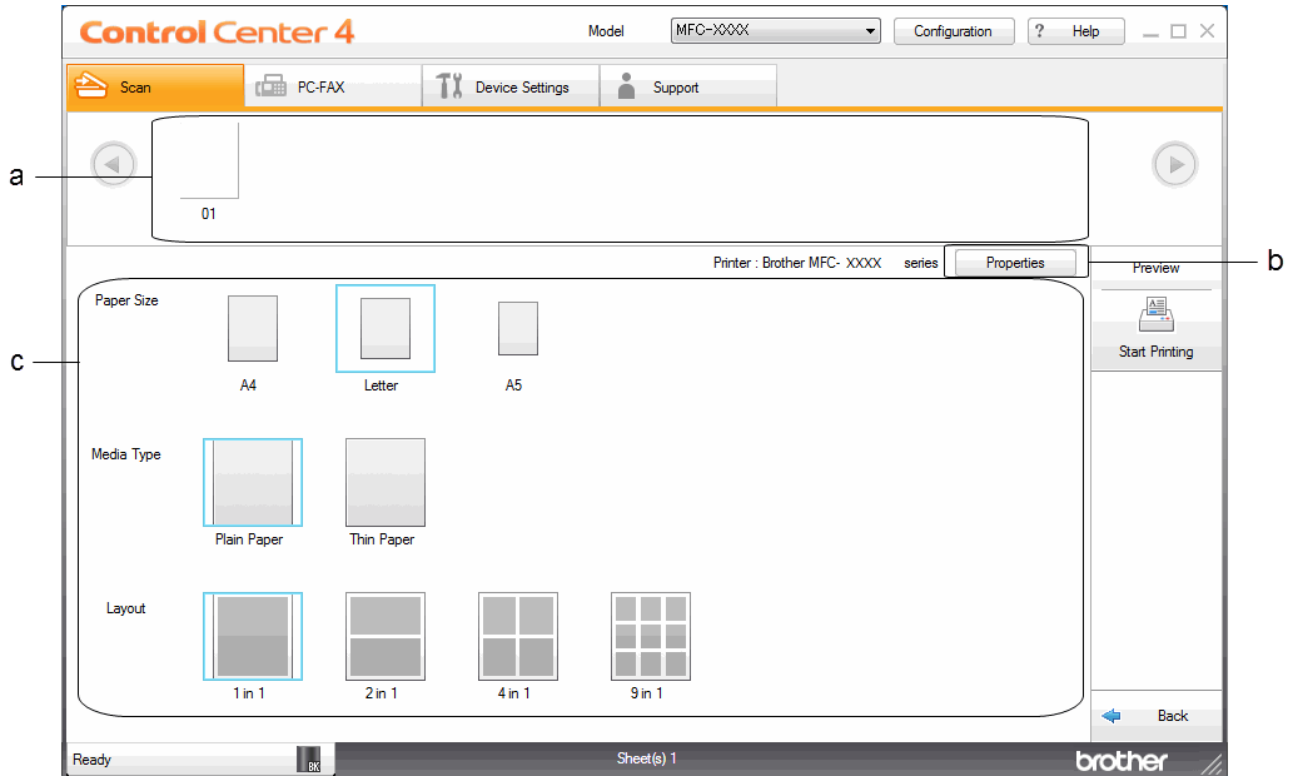 Control Center 4
Model MFC-XXXX Configuration ? Help
Scan PC-FAX Device Settings Support
a
01
Printer : Brother MFC- XXXX series Properties
b
Preview
Paper Size
Start Printing
c
A4 Letter A5
Media Type
Plain Paper Thin Paper
Layout
1 in 1 2 in 1 4 in 1 9 in 1
Back
Ready BK Sheet(s) 1 brother